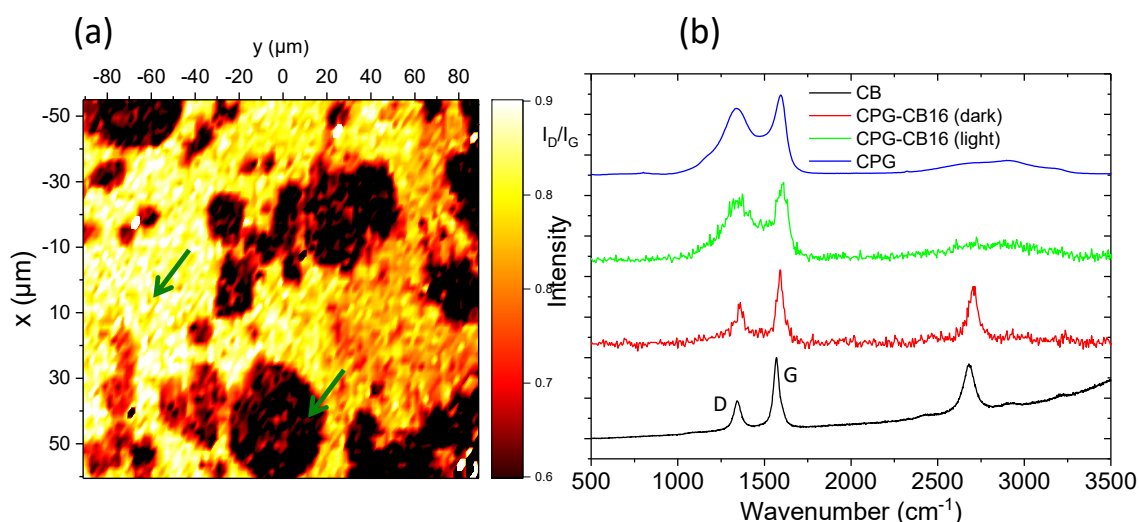 (a)
y (µm)
-80 -60 -40 -20 0 20 40 60 80
x (µm)
-50
-30
-10
10
30
50
0.9
I_D/I_G
0.8
0.8
0.7
0.6
(b)
Intensity
CB
CPG-CB16 (dark)
CPG-CB16 (light)
CPG
D
G
500 1000 1500 2000 2500 3000 3500
Wavenumber (cm⁻¹)